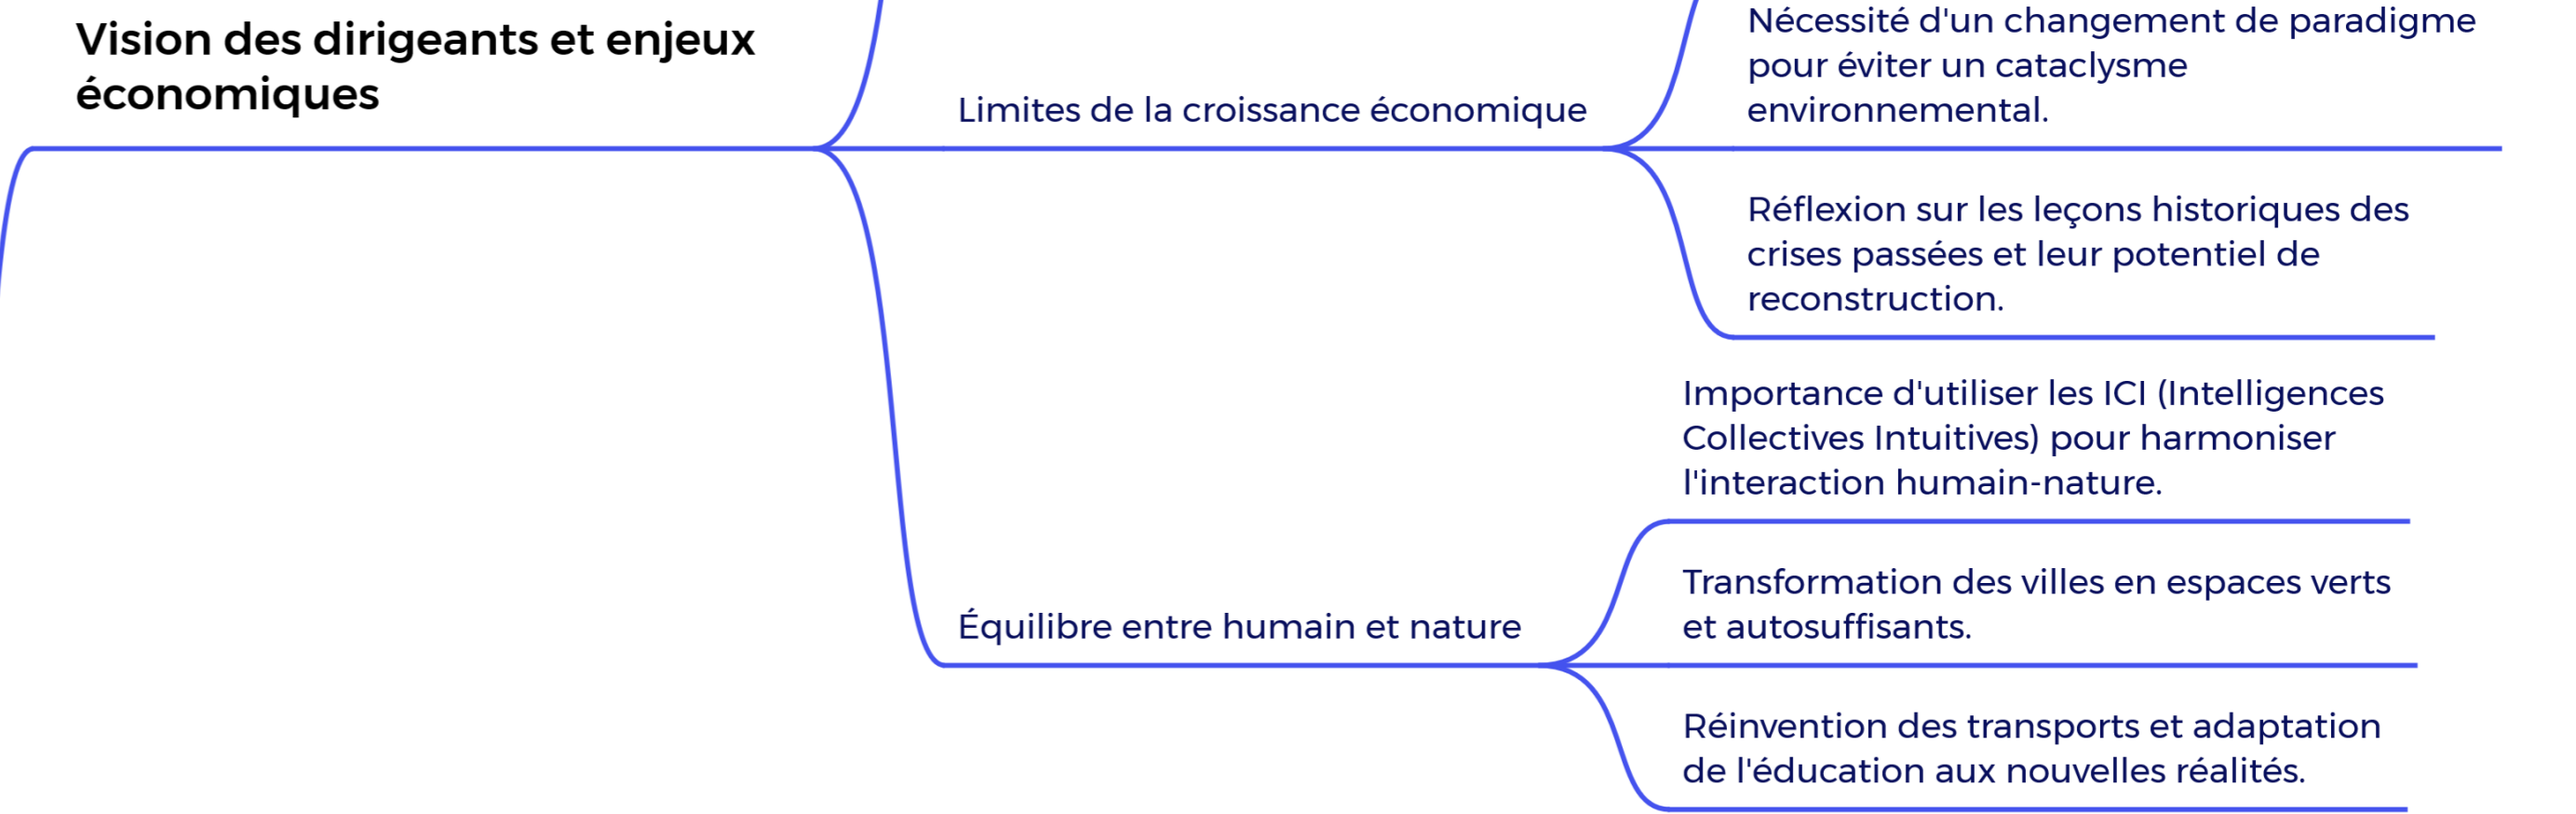 Vision des dirigeants et enjeux
économiques
Limites de la croissance économique
Nécessité d'un changement de paradigme
pour éviter un cataclysme
environnemental.
Réflexion sur les leçons historiques des
crises passées et leur potentiel de
reconstruction.
Équilibre entre humain et nature
Importance d'utiliser les ICI (Intelligences
Collectives Intuitives) pour harmoniser
l'interaction humain-nature.
Transformation des villes en espaces verts
et autosuffisants.
Réinvention des transports et adaptation
de l'éducation aux nouvelles réalités.